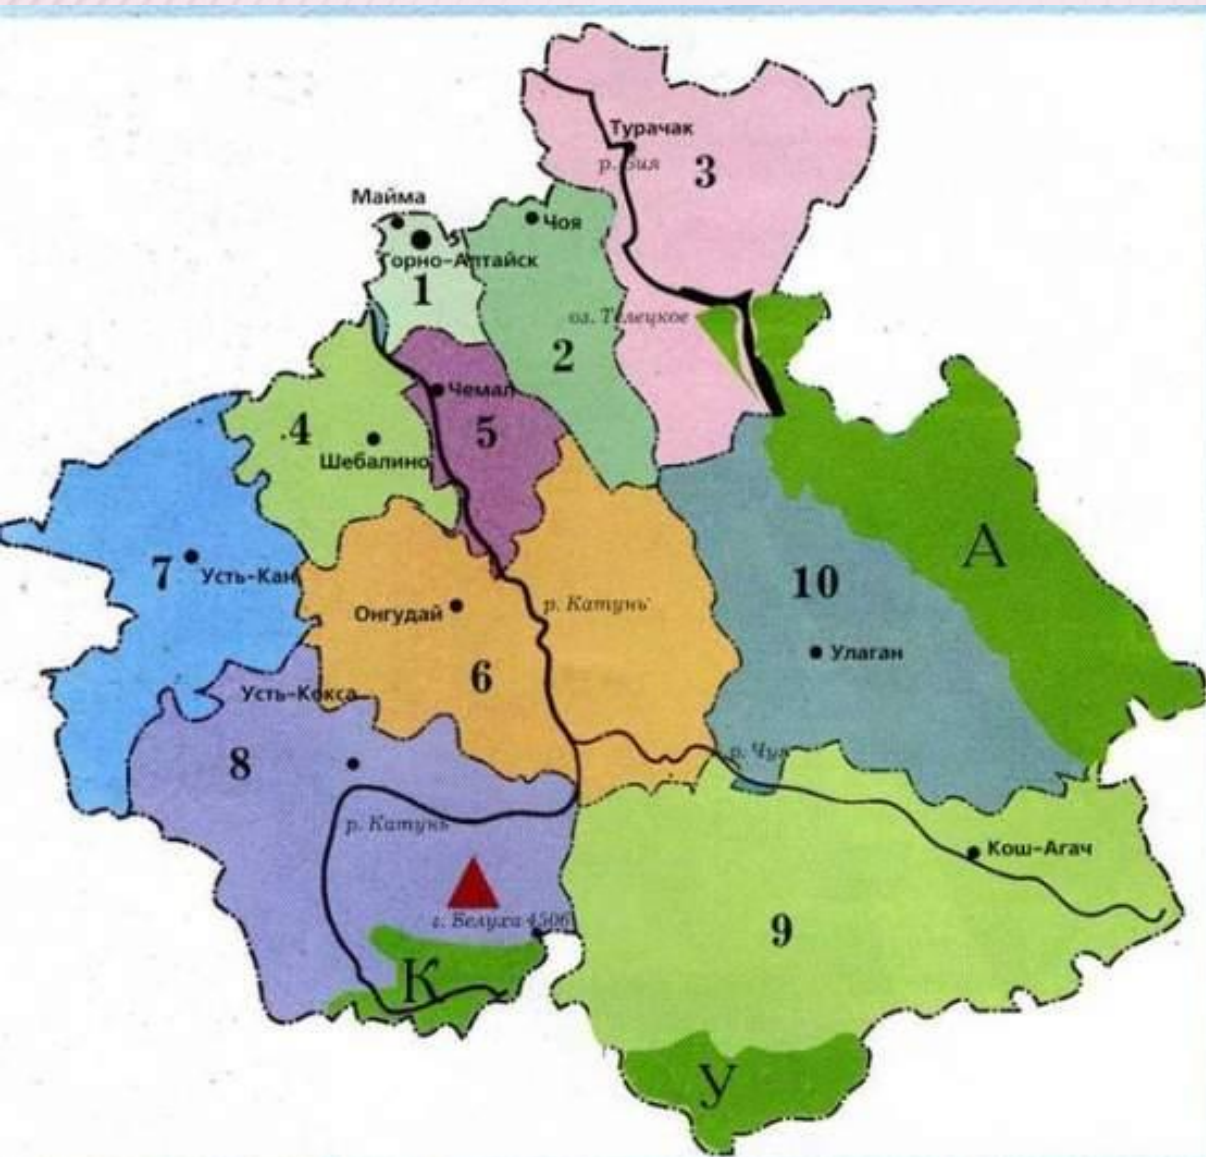 Турачак
р. Бия
3
Майма
Чоя
Горно-Алтайск
1
оз. Телецкое
2
Чемал
4
5
Шебалино
А
7
Усть-Кан
10
Онгудай
р. Катунь
Улаган
6
Усть-Кокса
8
р. Чуя
р. Катунь
Кош-Агач
г. Белуха 4506
9
К
У